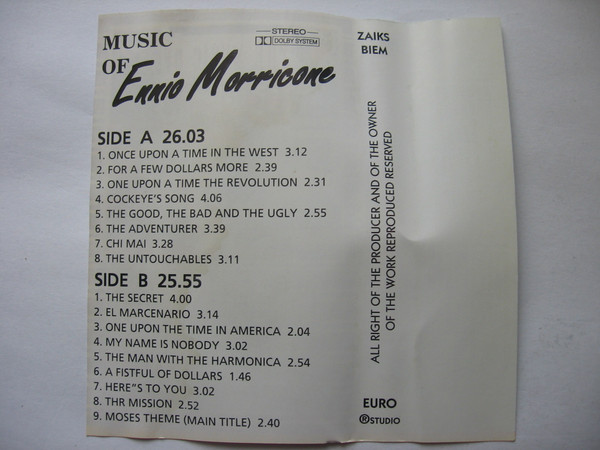 MUSIC
OF Ennio Morricone
STEREO
DOLBY SYSTEM
SIDE A 26.03
1. ONCE UPON A TIME IN THE WEST 3.12
2. FOR A FEW DOLLARS MORE 2.39
3. ONE UPON A TIME THE REVOLUTION 2.31
4. COCKEYE'S SONG 4.06
5. THE GOOD, THE BAD AND THE UGLY 2.55
6. THE ADVENTURER 3.39
7. CHI MAI 3.28
8. THE UNTOUCHABLES 3.11
SIDE B 25.55
1. THE SECRET 4.00
2. EL MARCENARIO 3.14
3. ONE UPON THE TIME IN AMERICA 2.04
4. MY NAME IS NOBODY 3.02
5. THE MAN WITH THE HARMONICA 2.54
6. A FISTFUL OF DOLLARS 1.46
7. HERE"S TO YOU 3.02
8. THR MISSION 2.52
9. MOSES THEME (MAIN TITLE) 2.40
ZAIKS
BIEM
ALL RIGHT OF THE PRODUCER AND OF THE OWNER
OF THE WORK REPRODUCED RESERVED
EURO
®STUDIO